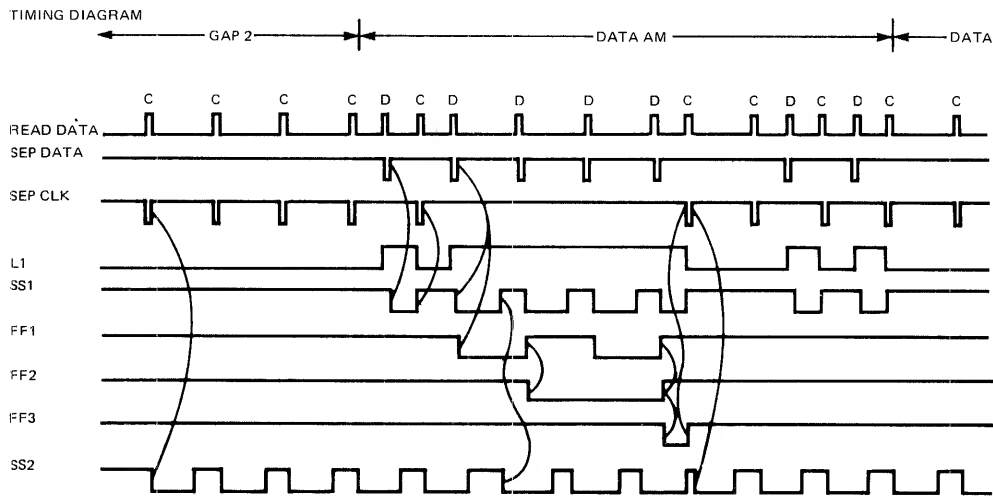 TIMING DIAGRAM
GAP 2 DATA AM DATA
C C C C D C D D D D C C D C D C C
READ DATA
SEP DATA
SEP CLK
L1
SS1
FF1
FF2
FF3
SS2